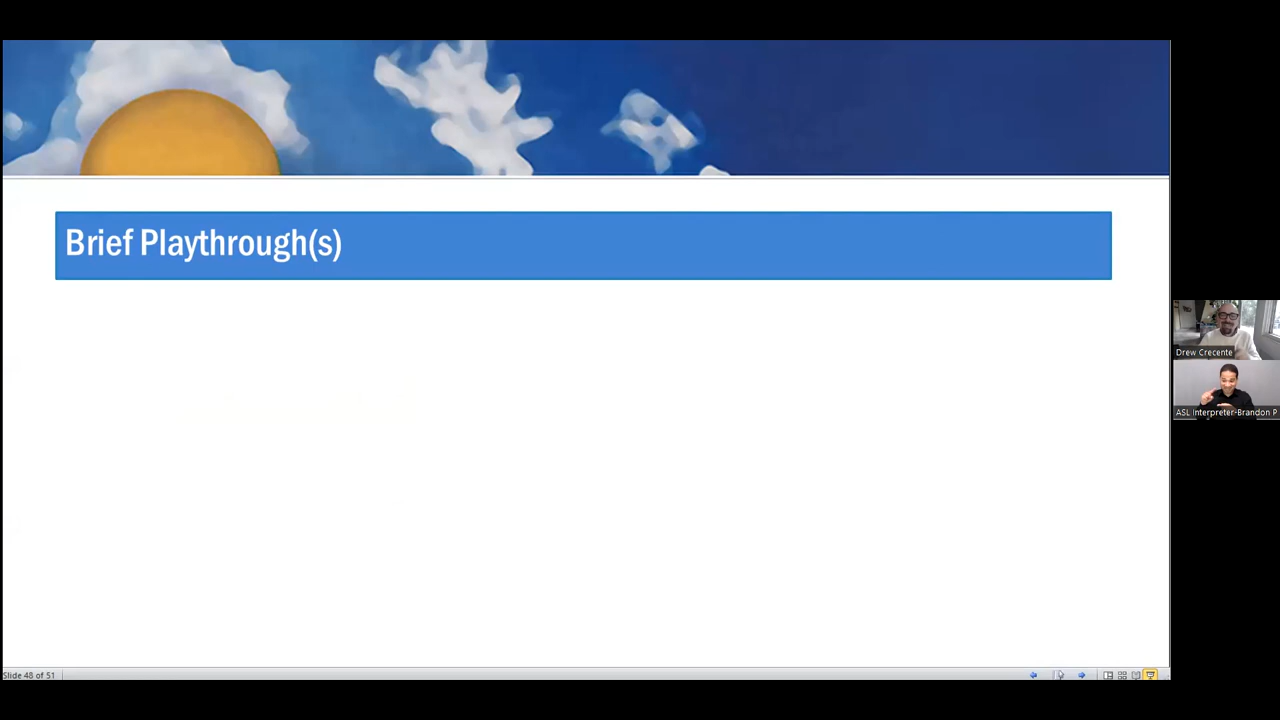 Brief Playthrough(s)
Drew Crecente
ASL Interpreter-Brandon P
Slide 48 of 51